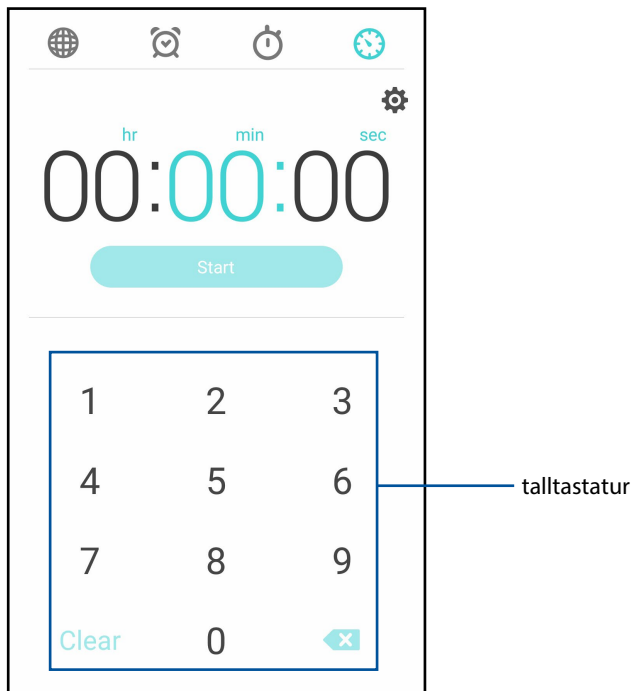 hr min sec
00:00:00
Start
1 2 3
4 5 6 talltastatur
7 8 9
Clear 0